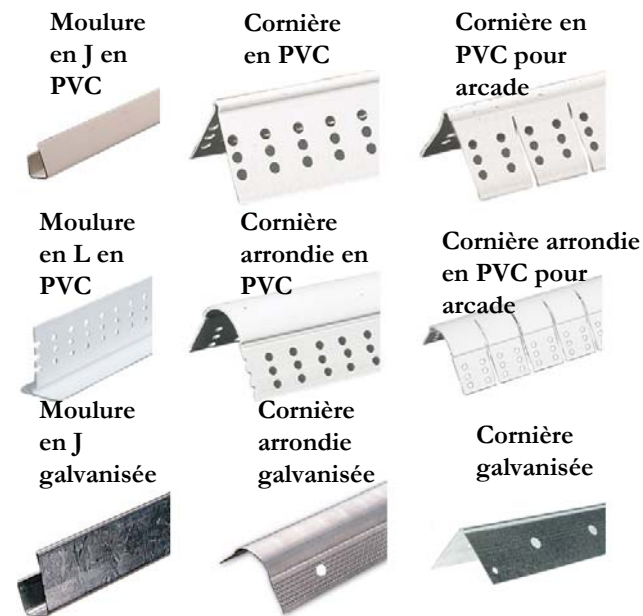 Moulure
en J en
PVC
Cornière
en PVC
Cornière en
PVC pour
arcade
Moulure
en L en
PVC
Cornière
arrondie en
PVC
Cornière arrondie
en PVC pour
arcade
Moulure
en J
galvanisée
Cornière
arrondie
galvanisée
Cornière
galvanisée